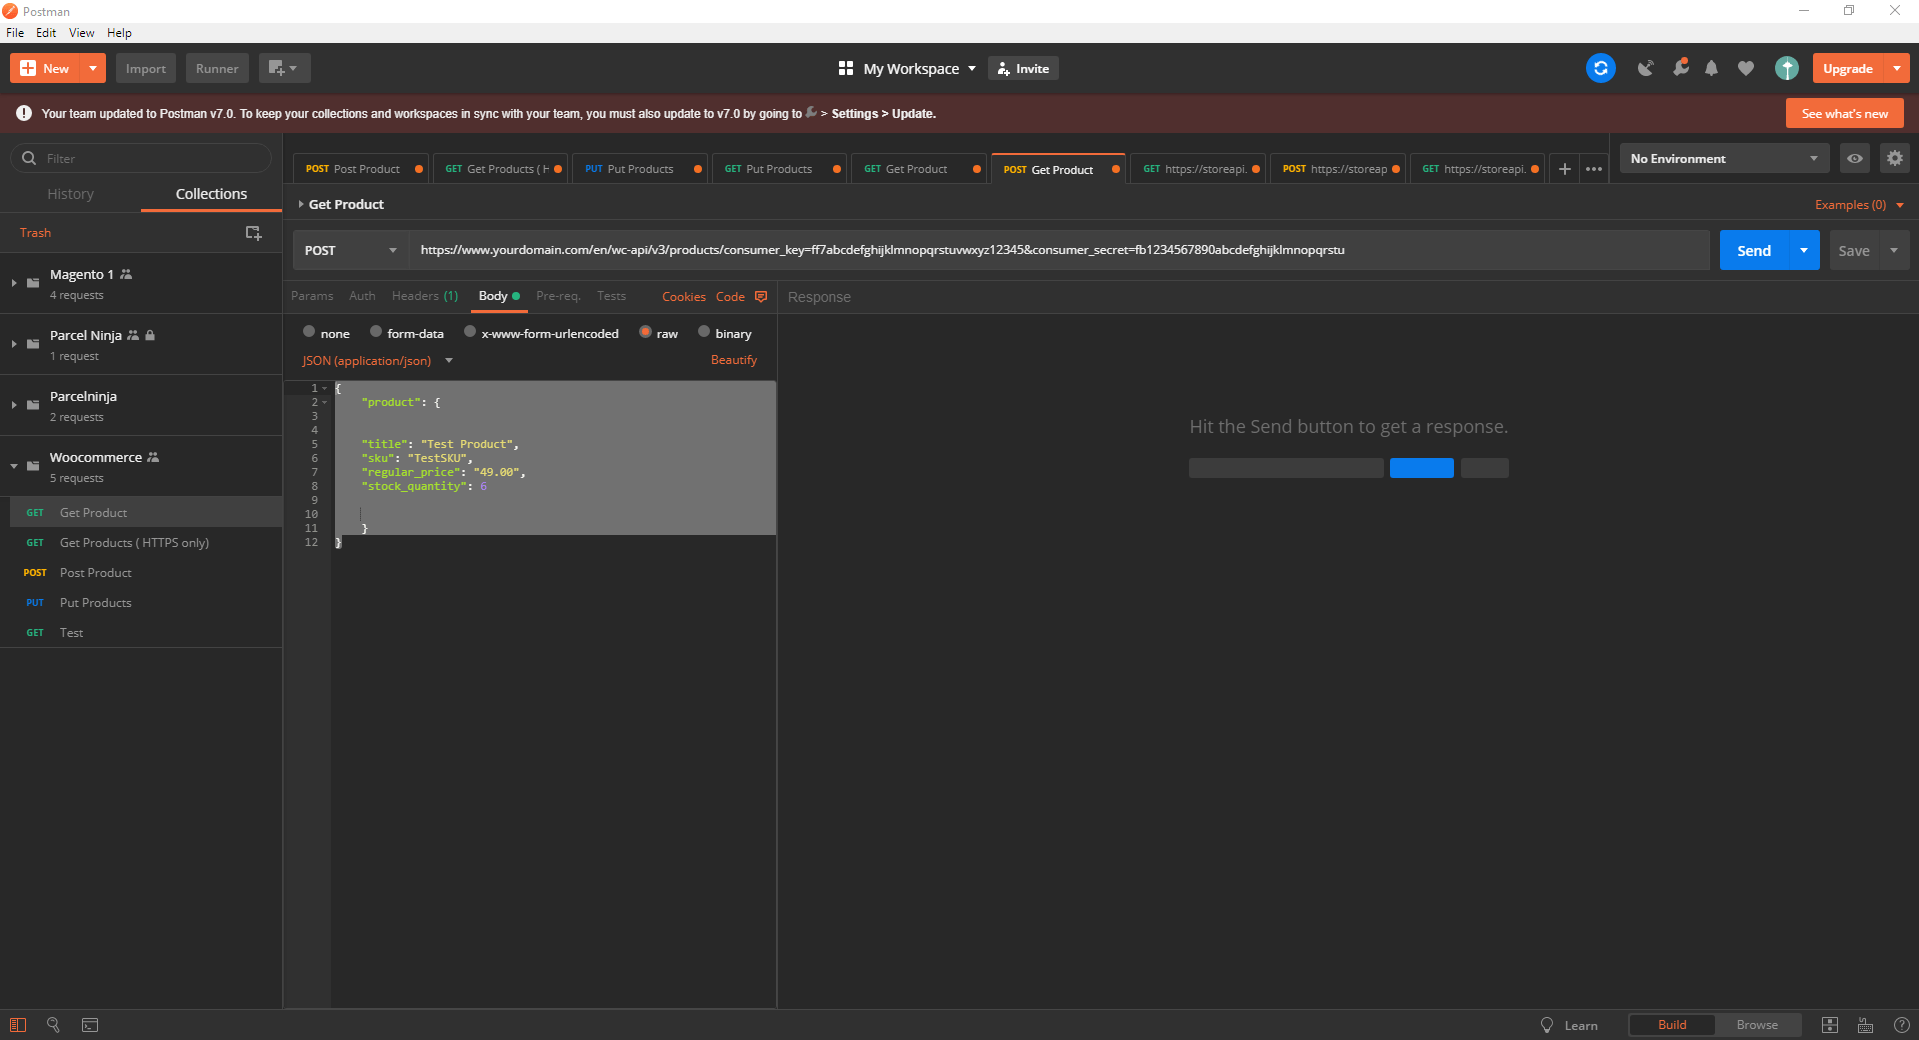 Postman
File Edit View Help
New Import Runner My Workspace Invite Upgrade
Your team updated to Postman v7.0. To keep your collections and workspaces in sync with your team, you must also update to v7.0 by going to > Settings > Update. See what's new
Filter
History Collections
Trash
Magento 1
4 requests
Parcel Ninja
1 request
Parcelninja
2 requests
Woocommerce
5 requests
GET Get Product
GET Get Products ( HTTPS only)
POST Post Product
PUT Put Products
GET Test
POST Post Product GET Get Products ( H PUT Put Products GET Put Products GET Get Product POST Get Product GET https://storeapi. POST https://storeap GET https://storeapi. No Environment
Get Product Examples (0)
POST https://www.yourdomain.com/en/wc-api/v3/products/consumer_key=ff7abcdefghijklmnopqrstuvwxyz12345&consumer_secret=fb1234567890abcdefghijklmnopqrstu Send Save
Params Auth Headers (1) Body Pre-req. Tests Cookies Code Response
none form-data x-www-form-urlencoded raw binary
JSON (application/json) Beautify
1 {
2 "product": {
3
4
5 "title": "Test Product",
6 "sku": "TestSKU",
7 "regular_price": "49.00",
8 "stock_quantity": 6
9
10
11 }
12 }
Hit the Send button to get a response.
Learn Build Browse